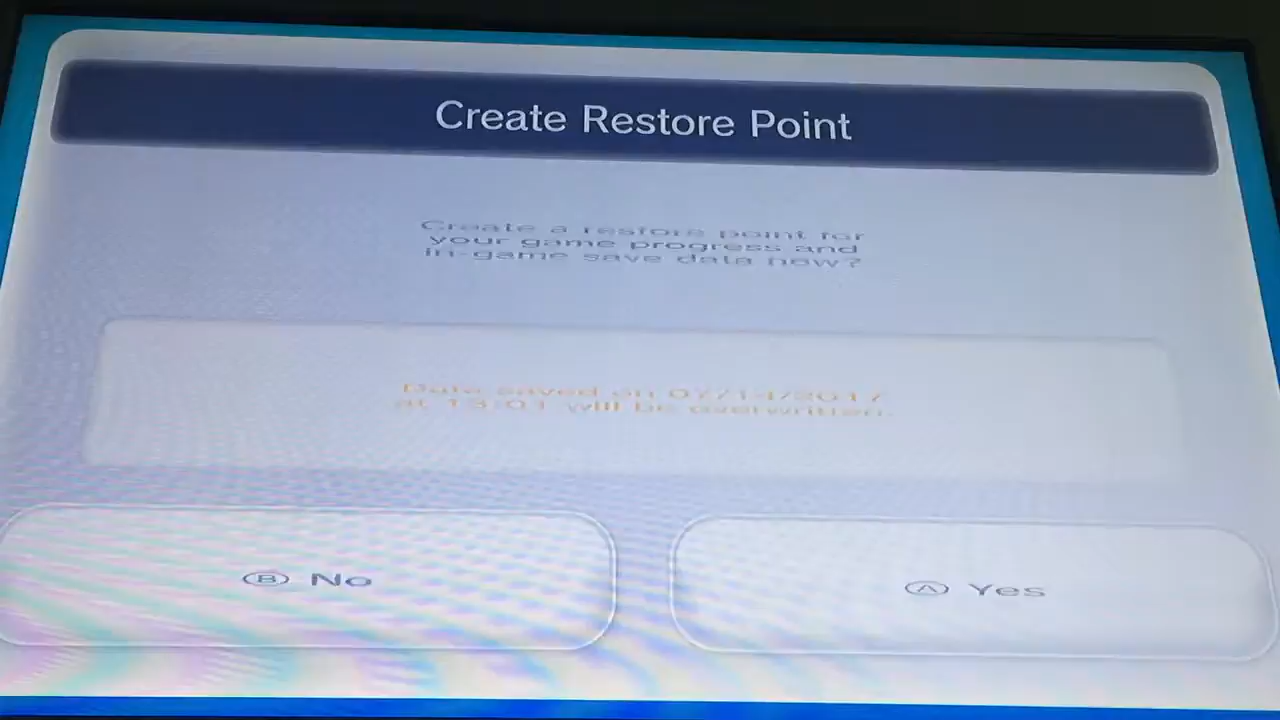 Create Restore Point
Create a restore point for
your game progress and
in-game save data now?
Data saved on 07/14/2017
at 13:01 will be overwritten.
Ⓑ No
Ⓐ Yes